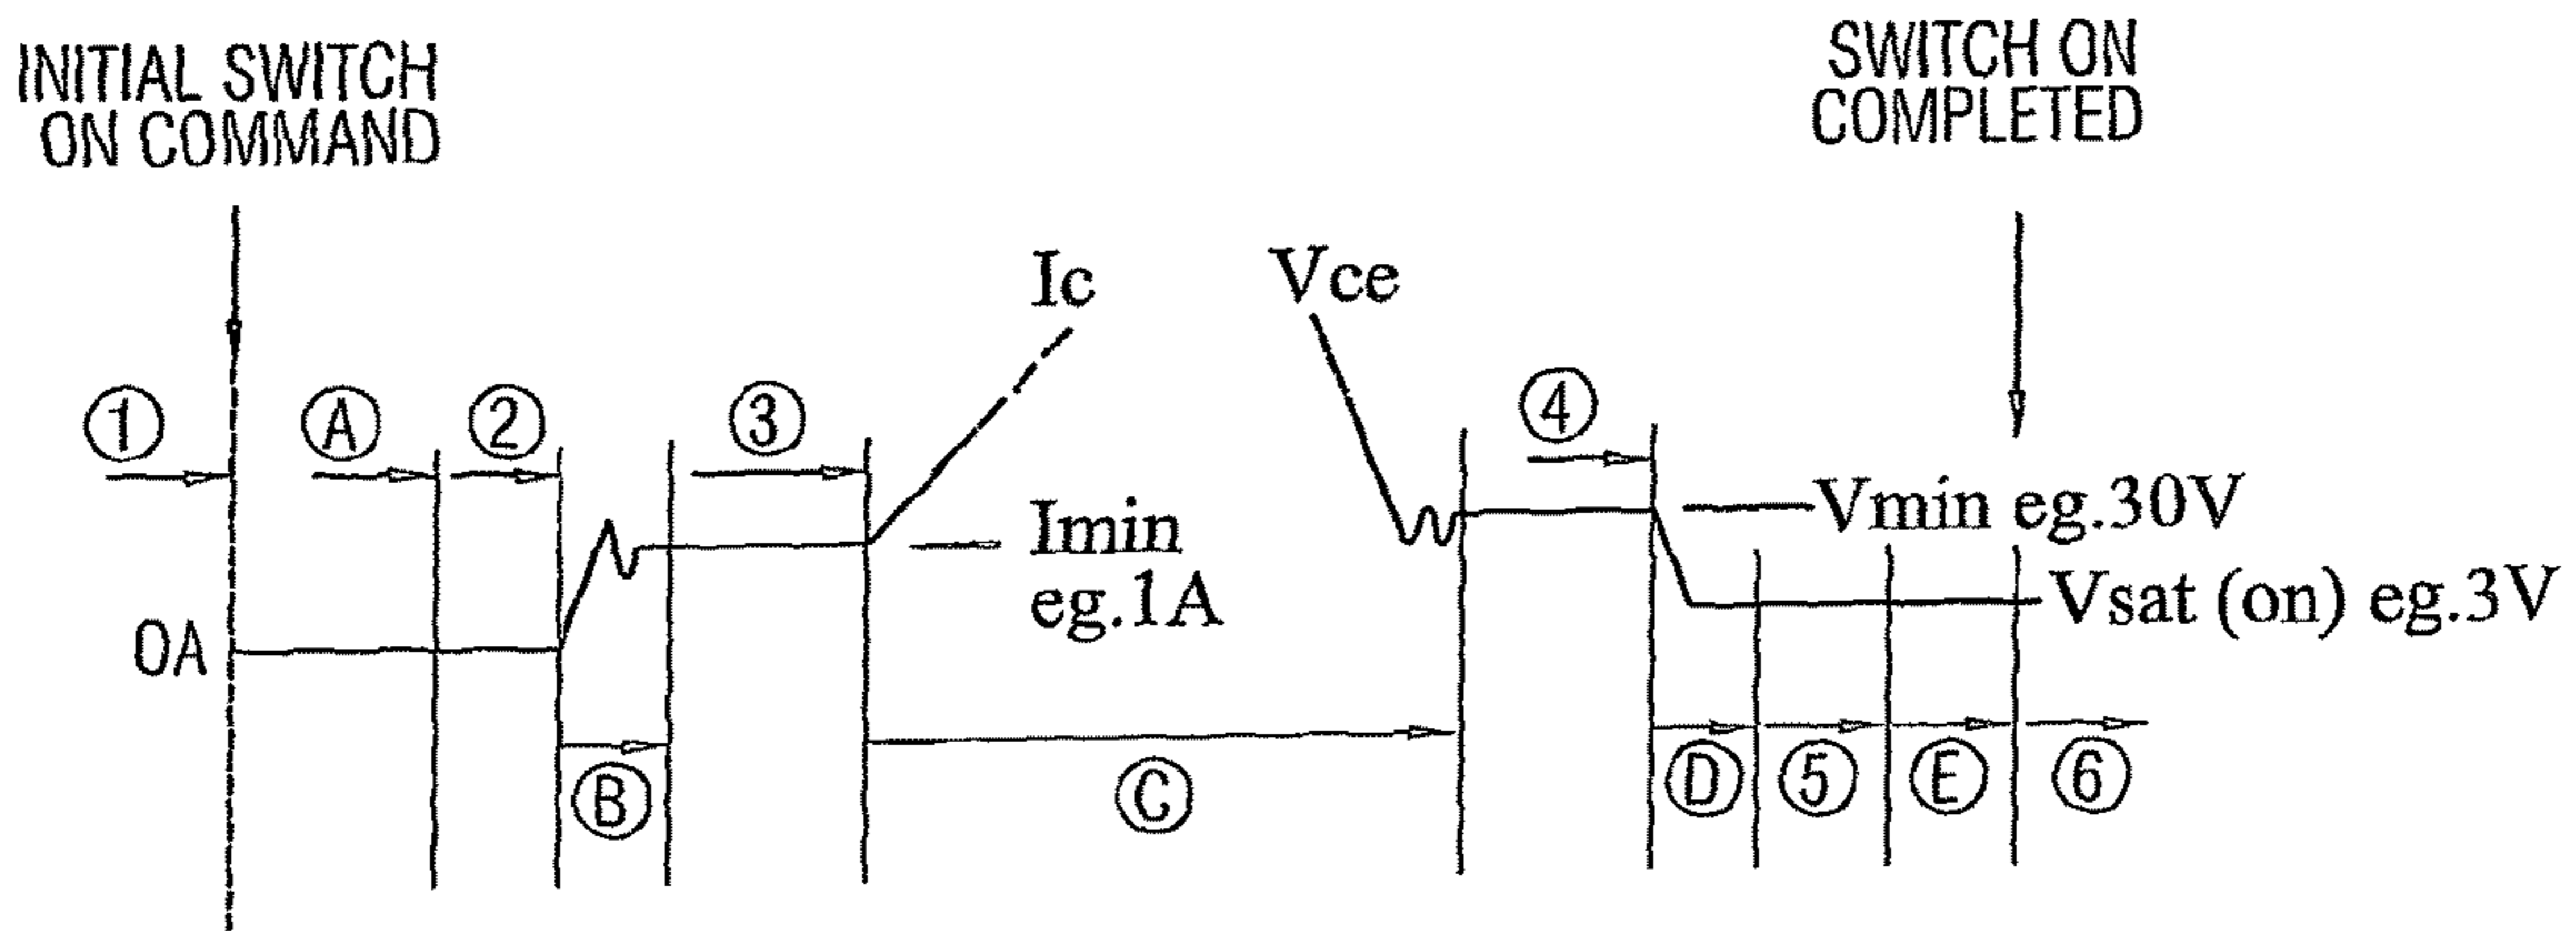 INITIAL SWITCH
ON COMMAND
SWITCH ON
COMPLETED
Ic
Vce
1
A
2
3
4
Imin
eg.1A
Vmin eg.30V
Vsat (on) eg.3V
0A
B
C
D
5
E
6